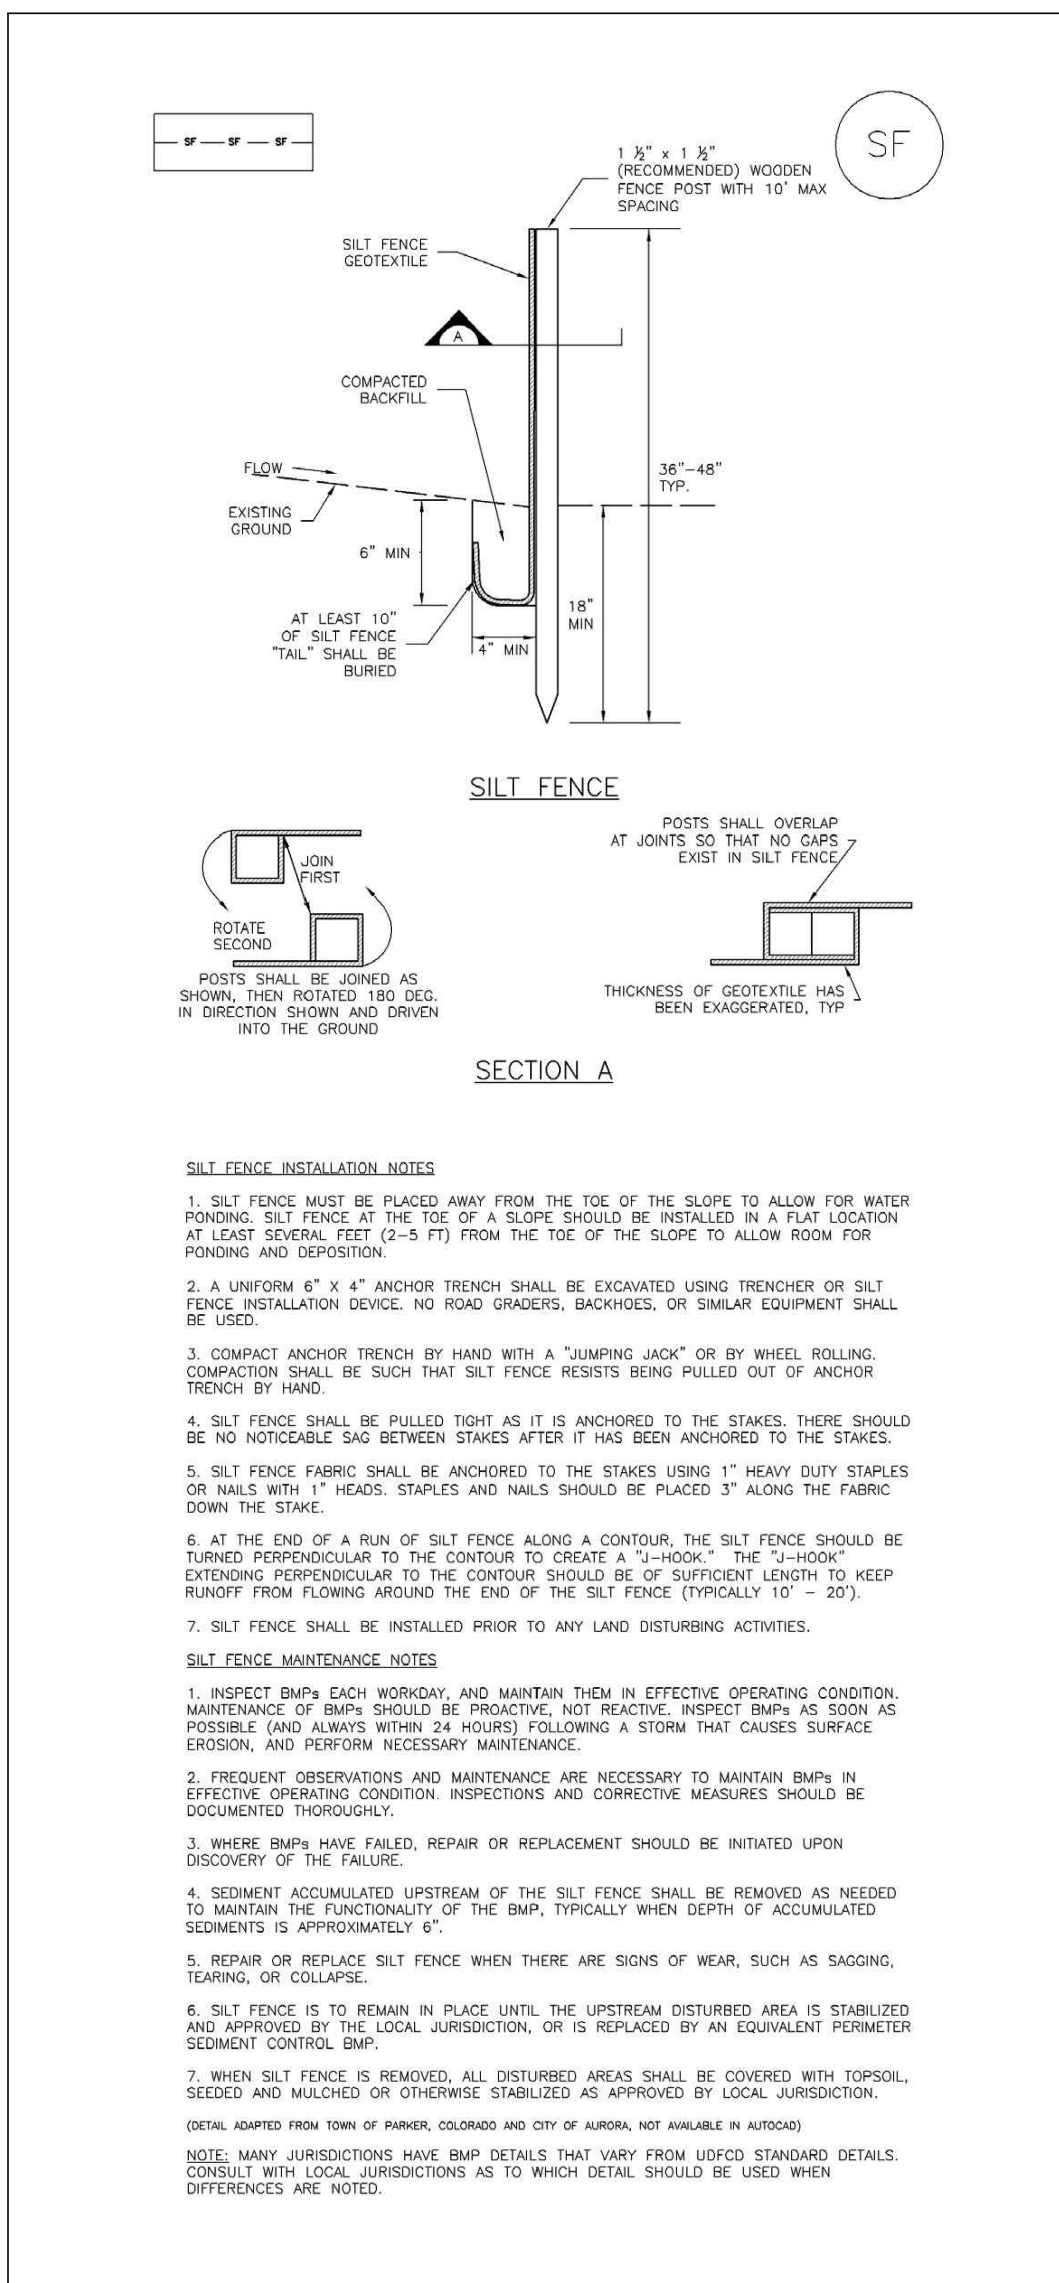 SF SF SF
SF
1 ½" x 1 ½"
(RECOMMENDED) WOODEN
FENCE POST WITH 10' MAX
SPACING
SILT FENCE
GEOTEXTILE
A
COMPACTED
BACKFILL
FLOW
36"-48"
TYP.
EXISTING
GROUND
6" MIN
18"
MIN
AT LEAST 10"
OF SILT FENCE
"TAIL" SHALL BE
BURIED
4" MIN
SILT FENCE
JOIN
FIRST
ROTATE
SECOND
POSTS SHALL BE JOINED AS
SHOWN, THEN ROTATED 180 DEG.
IN DIRECTION SHOWN AND DRIVEN
INTO THE GROUND
POSTS SHALL OVERLAP
AT JOINTS SO THAT NO GAPS
EXIST IN SILT FENCE
THICKNESS OF GEOTEXTILE HAS
BEEN EXAGGERATED, TYP
SECTION A
SILT FENCE INSTALLATION NOTES
1. SILT FENCE MUST BE PLACED AWAY FROM THE TOE OF THE SLOPE TO ALLOW FOR WATER
PONDING. SILT FENCE AT THE TOE OF A SLOPE SHOULD BE INSTALLED IN A FLAT LOCATION
AT LEAST SEVERAL FEET (2-5 FT) FROM THE TOE OF THE SLOPE TO ALLOW ROOM FOR
PONDING AND DEPOSITION.
2. A UNIFORM 6" X 4" ANCHOR TRENCH SHALL BE EXCAVATED USING TRENCHER OR SILT
FENCE INSTALLATION DEVICE. NO ROAD GRADERS, BACKHOES, OR SIMILAR EQUIPMENT SHALL
BE USED.
3. COMPACT ANCHOR TRENCH BY HAND WITH A "JUMPING JACK" OR BY WHEEL ROLLING.
COMPACTION SHALL BE SUCH THAT SILT FENCE RESISTS BEING PULLED OUT OF ANCHOR
TRENCH BY HAND.
4. SILT FENCE SHALL BE PULLED TIGHT AS IT IS ANCHORED TO THE STAKES. THERE SHOULD
BE NO NOTICEABLE SAG BETWEEN STAKES AFTER IT HAS BEEN ANCHORED TO THE STAKES.
5. SILT FENCE FABRIC SHALL BE ANCHORED TO THE STAKES USING 1" HEAVY DUTY STAPLES
OR NAILS WITH 1" HEADS. STAPLES AND NAILS SHOULD BE PLACED 3" ALONG THE FABRIC
DOWN THE STAKE.
6. AT THE END OF A RUN OF SILT FENCE ALONG A CONTOUR, THE SILT FENCE SHOULD BE
TURNED PERPENDICULAR TO THE CONTOUR TO CREATE A "J-HOOK." THE "J-HOOK"
EXTENDING PERPENDICULAR TO THE CONTOUR SHOULD BE OF SUFFICIENT LENGTH TO KEEP
RUNOFF FROM FLOWING AROUND THE END OF THE SILT FENCE (TYPICALLY 10' - 20').
7. SILT FENCE SHALL BE INSTALLED PRIOR TO ANY LAND DISTURBING ACTIVITIES.
SILT FENCE MAINTENANCE NOTES
1. INSPECT BMPs EACH WORKDAY, AND MAINTAIN THEM IN EFFECTIVE OPERATING CONDITION.
MAINTENANCE OF BMPs SHOULD BE PROACTIVE, NOT REACTIVE. INSPECT BMPs AS SOON AS
POSSIBLE (AND ALWAYS WITHIN 24 HOURS) FOLLOWING A STORM THAT CAUSES SURFACE
EROSION, AND PERFORM NECESSARY MAINTENANCE.
2. FREQUENT OBSERVATIONS AND MAINTENANCE ARE NECESSARY TO MAINTAIN BMPs IN
EFFECTIVE OPERATING CONDITION. INSPECTIONS AND CORRECTIVE MEASURES SHOULD BE
DOCUMENTED THOROUGHLY.
3. WHERE BMPs HAVE FAILED, REPAIR OR REPLACEMENT SHOULD BE INITIATED UPON
DISCOVERY OF THE FAILURE.
4. SEDIMENT ACCUMULATED UPSTREAM OF THE SILT FENCE SHALL BE REMOVED AS NEEDED
TO MAINTAIN THE FUNCTIONALITY OF THE BMP, TYPICALLY WHEN DEPTH OF ACCUMULATED
SEDIMENTS IS APPROXIMATELY 6".
5. REPAIR OR REPLACE SILT FENCE WHEN THERE ARE SIGNS OF WEAR, SUCH AS SAGGING,
TEARING, OR COLLAPSE.
6. SILT FENCE IS TO REMAIN IN PLACE UNTIL THE UPSTREAM DISTURBED AREA IS STABILIZED
AND APPROVED BY THE LOCAL JURISDICTION, OR IS REPLACED BY AN EQUIVALENT PERIMETER
SEDIMENT CONTROL BMP.
7. WHEN SILT FENCE IS REMOVED, ALL DISTURBED AREAS SHALL BE COVERED WITH TOPSOIL,
SEEDED AND MULCHED OR OTHERWISE STABILIZED AS APPROVED BY LOCAL JURISDICTION.
(DETAIL ADAPTED FROM TOWN OF PARKER, COLORADO AND CITY OF AURORA, NOT AVAILABLE IN AUTOCAD)
NOTE: MANY JURISDICTIONS HAVE BMP DETAILS THAT VARY FROM UDFCD STANDARD DETAILS.
CONSULT WITH LOCAL JURISDICTIONS AS TO WHICH DETAIL SHOULD BE USED WHEN
DIFFERENCES ARE NOTED.